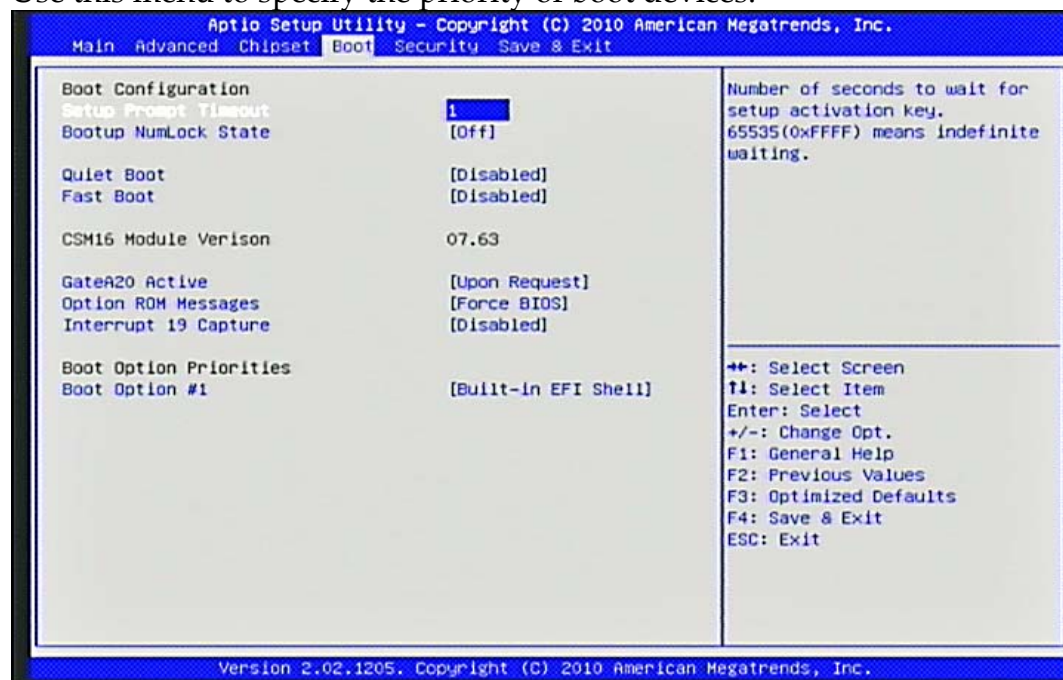 Use this menu to specify the priority of boot devices.
Aptio Setup Utility – Copyright (C) 2010 American Megatrends, Inc.
Main Advanced Chipset Boot Security Save & Exit
Boot Configuration
Setup Prompt Timeout 1
Bootup NumLock State [Off]
Quiet Boot [Disabled]
Fast Boot [Disabled]
CSM16 Module Verison 07.63
GateA20 Active [Upon Request]
Option ROM Messages [Force BIOS]
Interrupt 19 Capture [Disabled]
Boot Option Priorities
Boot Option #1 [Built-in EFI Shell]
Number of seconds to wait for
setup activation key.
65535(0xFFFF) means indefinite
waiting.
→←: Select Screen
↑↓: Select Item
Enter: Select
+/-: Change Opt.
F1: General Help
F2: Previous Values
F3: Optimized Defaults
F4: Save & Exit
ESC: Exit
Version 2.02.1205. Copyright (C) 2010 American Megatrends, Inc.